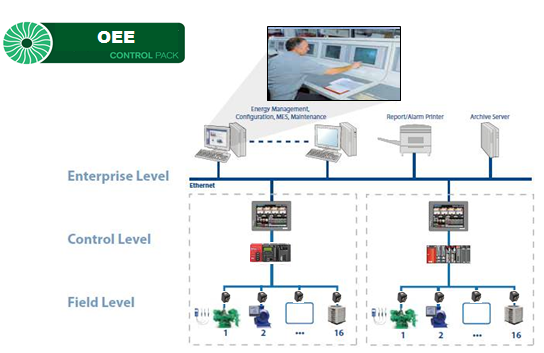 OEE
CONTROL PACK
Energy Management,
Configuration, MES, Maintenance
Report/Alarm Printer
Archive Server
Enterprise Level
Ethernet
Control Level
Field Level
1 2 ... 16
1 2 ... 16